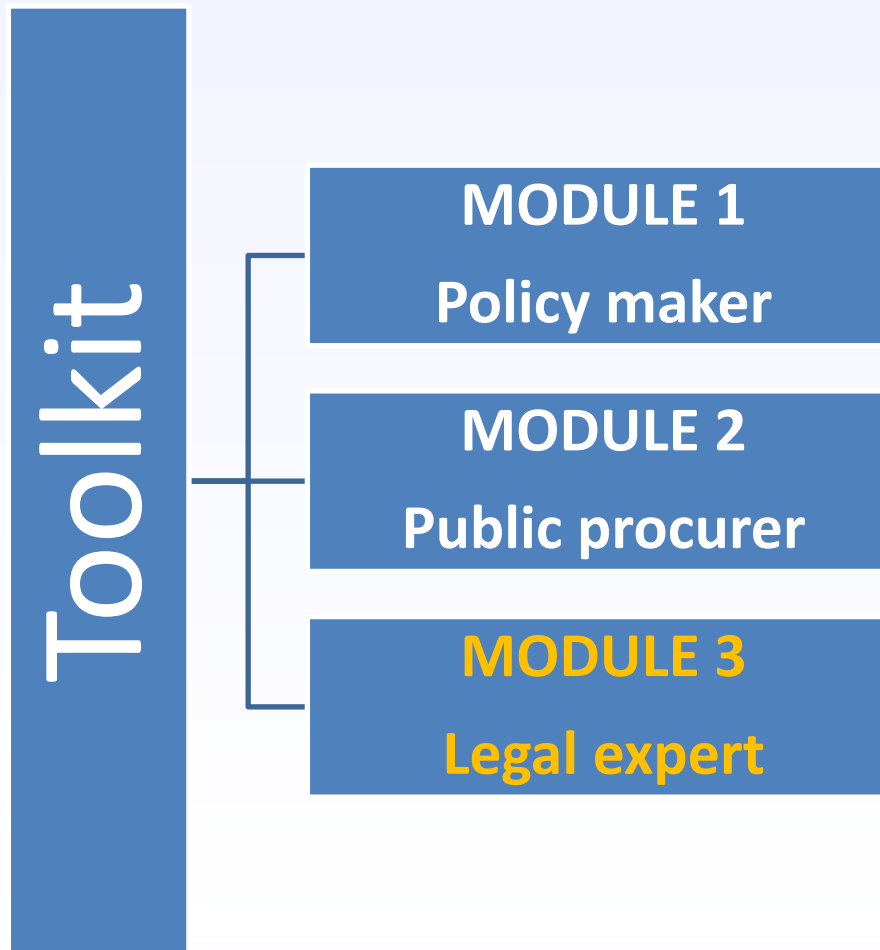 Toolkit
MODULE 1
Policy maker
MODULE 2
Public procurer
MODULE 3
Legal expert